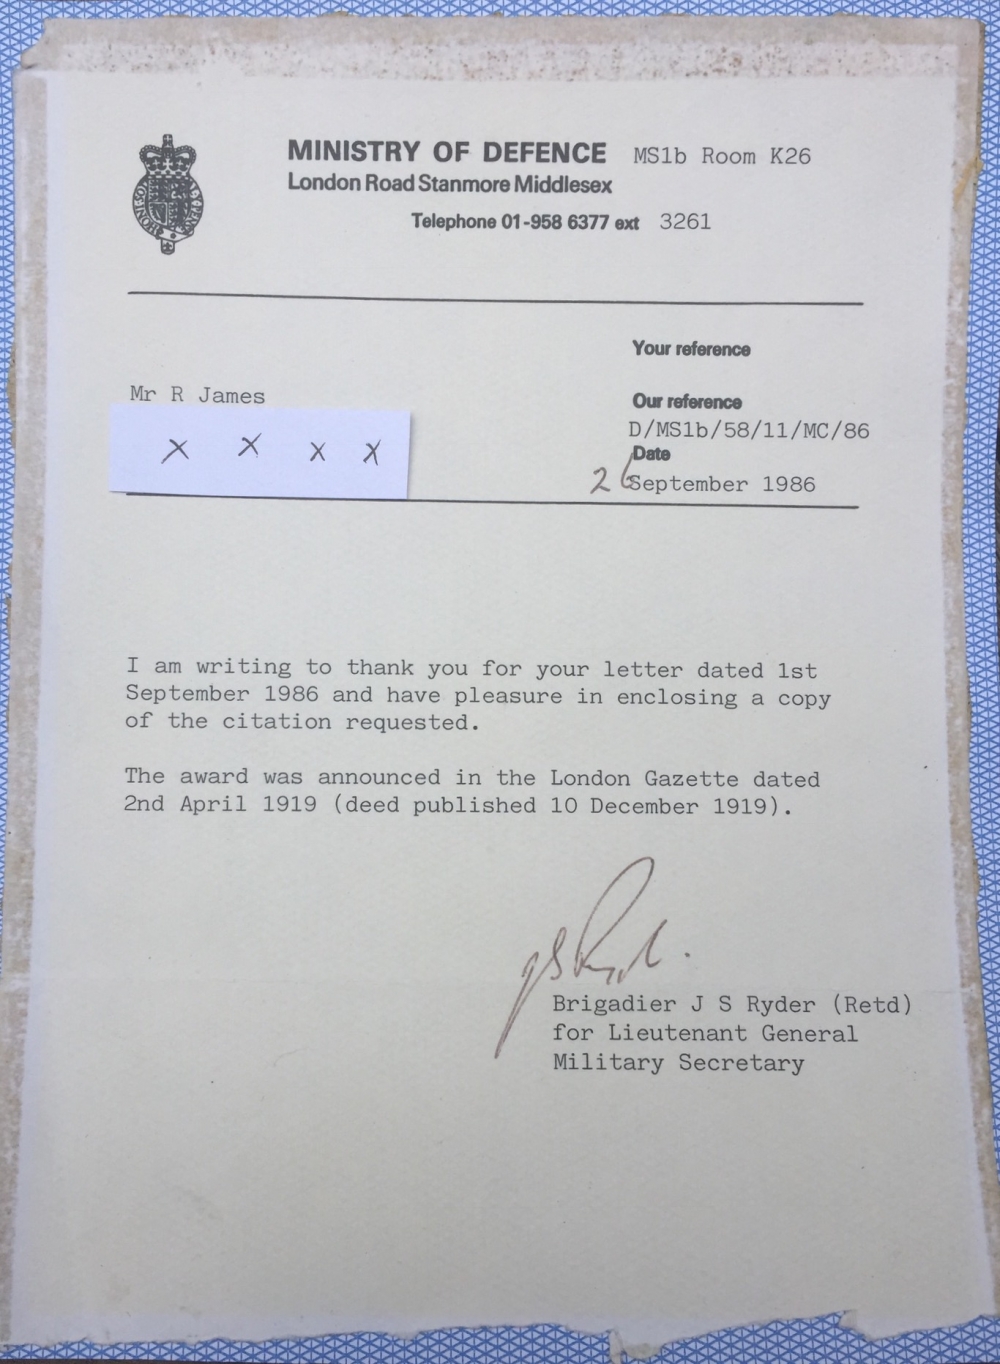 MINISTRY OF DEFENCE MS1b Room K26
London Road Stanmore Middlesex
Telephone 01-958 6377 ext 3261
Your reference
Mr R James
Our reference
D/MS1b/58/11/MC/86
Date
26 September 1986
x x x x
I am writing to thank you for your letter dated 1st
September 1986 and have pleasure in enclosing a copy
of the citation requested.
The award was announced in the London Gazette dated
2nd April 1919 (deed published 10 December 1919).
Brigadier J S Ryder (Retd)
for Lieutenant General
Military Secretary